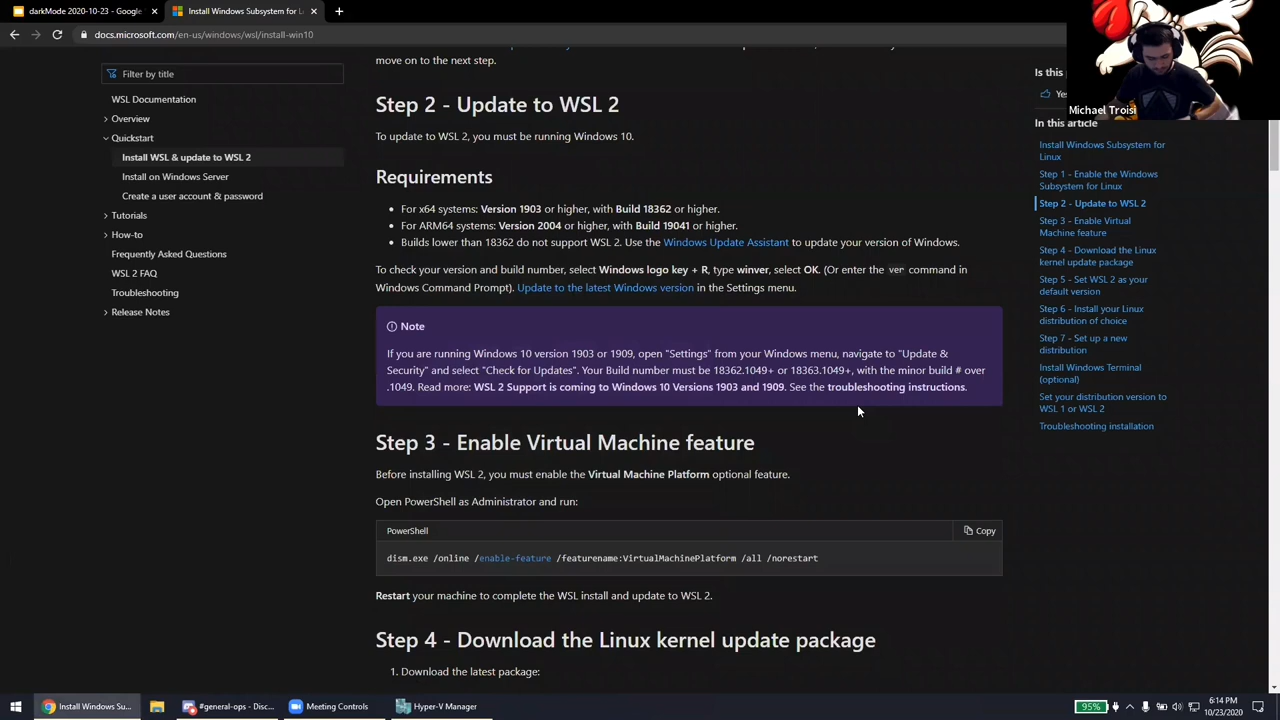 darkMode 2020-10-23 - Google
Install Windows Subsystem for L
docs.microsoft.com/en-us/windows/wsl/install-win10
Filter by title
WSL Documentation
Overview
Quickstart
Install WSL & update to WSL 2
Install on Windows Server
Create a user account & password
Tutorials
How-to
Frequently Asked Questions
WSL 2 FAQ
Troubleshooting
Release Notes
move on to the next step.
Step 2 - Update to WSL 2
To update to WSL 2, you must be running Windows 10.
Requirements
For x64 systems: Version 1903 or higher, with Build 18362 or higher.
For ARM64 systems: Version 2004 or higher, with Build 19041 or higher.
Builds lower than 18362 do not support WSL 2. Use the Windows Update Assistant to update your version of Windows.
To check your version and build number, select Windows logo key + R, type winver, select OK. (Or enter the ver command in
Windows Command Prompt). Update to the latest Windows version in the Settings menu.
Note
If you are running Windows 10 version 1903 or 1909, open "Settings" from your Windows menu, navigate to "Update &
Security" and select "Check for Updates". Your Build number must be 18362.1049+ or 18363.1049+, with the minor build # over
.1049. Read more: WSL 2 Support is coming to Windows 10 Versions 1903 and 1909. See the troubleshooting instructions.
Step 3 - Enable Virtual Machine feature
Before installing WSL 2, you must enable the Virtual Machine Platform optional feature.
Open PowerShell as Administrator and run:
PowerShell
Copy
dism.exe /online /enable-feature /featurename:VirtualMachinePlatform /all /norestart
Restart your machine to complete the WSL install and update to WSL 2.
Step 4 - Download the Linux kernel update package
1. Download the latest package:
Michael Troisi
Is this p
Yes
In this article
Install Windows Subsystem for
Linux
Step 1 - Enable the Windows
Subsystem for Linux
Step 2 - Update to WSL 2
Step 3 - Enable Virtual
Machine feature
Step 4 - Download the Linux
kernel update package
Step 5 - Set WSL 2 as your
default version
Step 6 - Install your Linux
distribution of choice
Step 7 - Set up a new
distribution
Install Windows Terminal
(optional)
Set your distribution version to
WSL 1 or WSL 2
Troubleshooting installation
Install Windows Su...
#general-ops - Disc...
Meeting Controls
Hyper-V Manager
95%
6:14 PM
10/23/2020